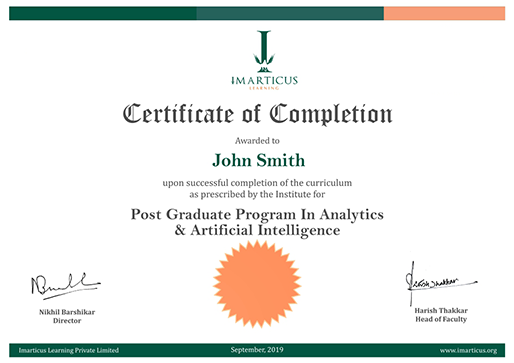 IMARTICUS
LEARNING
Certificate of Completion
Awarded to
John Smith
upon successful completion of the curriculum
as prescribed by the Institute for
Post Graduate Program In Analytics
& Artificial Intelligence
Nikhil Barshikar
Director
Harish Thakkar
Head of Faculty
Imarticus Learning Private Limited
September, 2019
www.imarticus.org